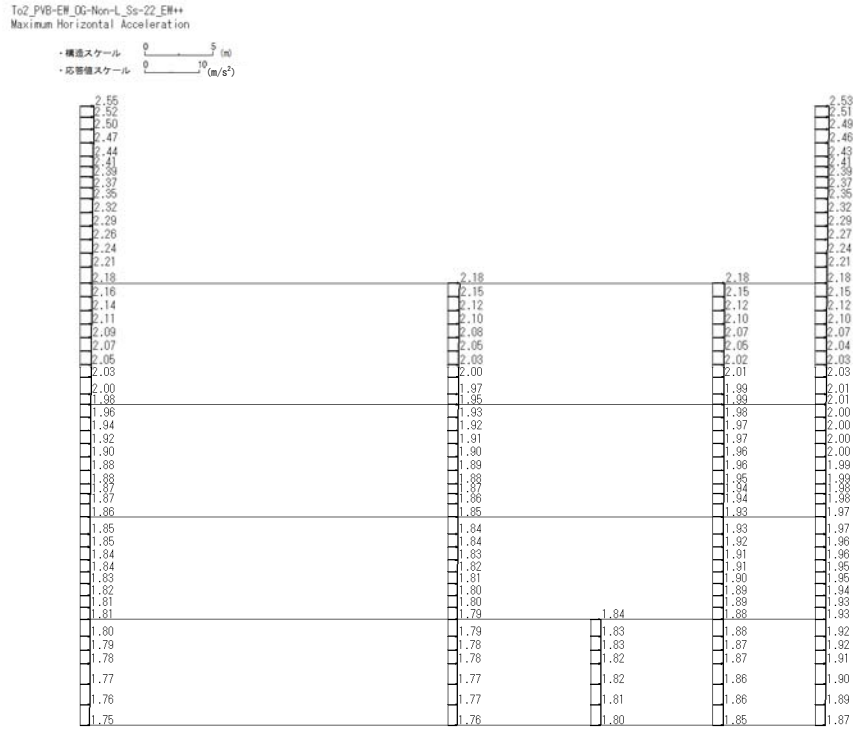 To2_PVB-EW_OG-Non-L_Ss-22_EW++
Maximum Horizontal Acceleration
・構造スケール 0 5 (m)
・応答値スケール 0 10 (m/s²)
2.55 2.53
2.52 2.51
2.50 2.49
2.47 2.46
2.44 2.43
2.41 2.41
2.39 2.39
2.37 2.37
2.35 2.35
2.32 2.32
2.29 2.29
2.26 2.27
2.24 2.24
2.21 2.21
2.18 2.18 2.18 2.18
2.16 2.15 2.15 2.15
2.14 2.12 2.12 2.12
2.11 2.10 2.10 2.10
2.09 2.08 2.07 2.07
2.07 2.05 2.05 2.04
2.05 2.03 2.02 2.03
2.03 2.00 2.01 2.03
2.00 1.97 1.99 2.01
1.98 1.95 1.99 2.01
1.96 1.93 1.98 2.00
1.94 1.92 1.97 2.00
1.92 1.91 1.97 2.00
1.90 1.90 1.96 2.00
1.88 1.89 1.96 1.99
1.88 1.88 1.95 1.99
1.87 1.87 1.94 1.98
1.87 1.86 1.94 1.98
1.86 1.85 1.93 1.97
1.85 1.84 1.93 1.97
1.85 1.84 1.92 1.96
1.84 1.83 1.91 1.96
1.84 1.82 1.91 1.95
1.83 1.81 1.90 1.95
1.82 1.80 1.89 1.94
1.81 1.80 1.89 1.93
1.81 1.79 1.84 1.88 1.93
1.80 1.79 1.83 1.88 1.92
1.79 1.78 1.83 1.87 1.92
1.78 1.78 1.82 1.87 1.91
1.77 1.77 1.82 1.86 1.90
1.76 1.77 1.81 1.86 1.89
1.75 1.76 1.80 1.85 1.87